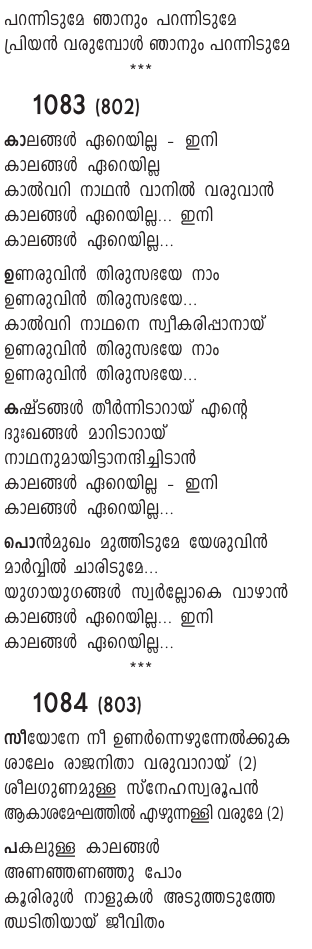 പറന്നിടുമേ ഞാനും പറന്നിടുമേ
പ്രിയൻ വരുമ്പോൾ ഞാനും പറന്നിടുമേ
***
1083 (802)
കാലങ്ങൾ ഏറെയില്ല - ഇനി
കാലങ്ങൾ ഏറെയില്ല
കാൽവറി നാഥൻ വാനിൽ വരുവാൻ
കാലങ്ങൾ ഏറെയില്ല... ഇനി
കാലങ്ങൾ ഏറെയില്ല...
ഉണരുവിൻ തിരുസഭയേ നാം
ഉണരുവിൻ തിരുസഭയേ...
കാൽവറി നാഥനെ സ്വീകരിപ്പാനായ്
ഉണരുവിൻ തിരുസഭയേ നാം
ഉണരുവിൻ തിരുസഭയേ...
കഷ്ടങ്ങൾ തീർന്നിടാറായ് എന്റെ
ദുഃഖങ്ങൾ മാറിടാറായ്
നാഥനുമായിട്ടാനന്ദിച്ചിടാൻ
കാലങ്ങൾ ഏറെയില്ല - ഇനി
കാലങ്ങൾ ഏറെയില്ല...
പൊൻമുഖം മുത്തിടുമേ യേശുവിൻ
മാർവ്വിൽ ചാരിടുമേ...
യുഗായുഗങ്ങൾ സ്വർല്ലോകെ വാഴാൻ
കാലങ്ങൾ ഏറെയില്ല... ഇനി
കാലങ്ങൾ ഏറെയില്ല...
***
1084 (803)
സീയോനേ നീ ഉണർന്നെഴുന്നേൽക്കുക
ശാലേം രാജനിതാ വരുവാറായ് (2)
ശീലഗുണമുള്ള സ്നേഹസ്വരൂപൻ
ആകാശമേഘത്തിൽ എഴുന്നള്ളി വരുമേ (2)
പകലുള്ള കാലങ്ങൾ
അണഞ്ഞണഞ്ഞു പോം
കൂരിരുൾ നാളുകൾ അടുത്തടുത്തേ
ഝടിതിയായ് ജീവിതം